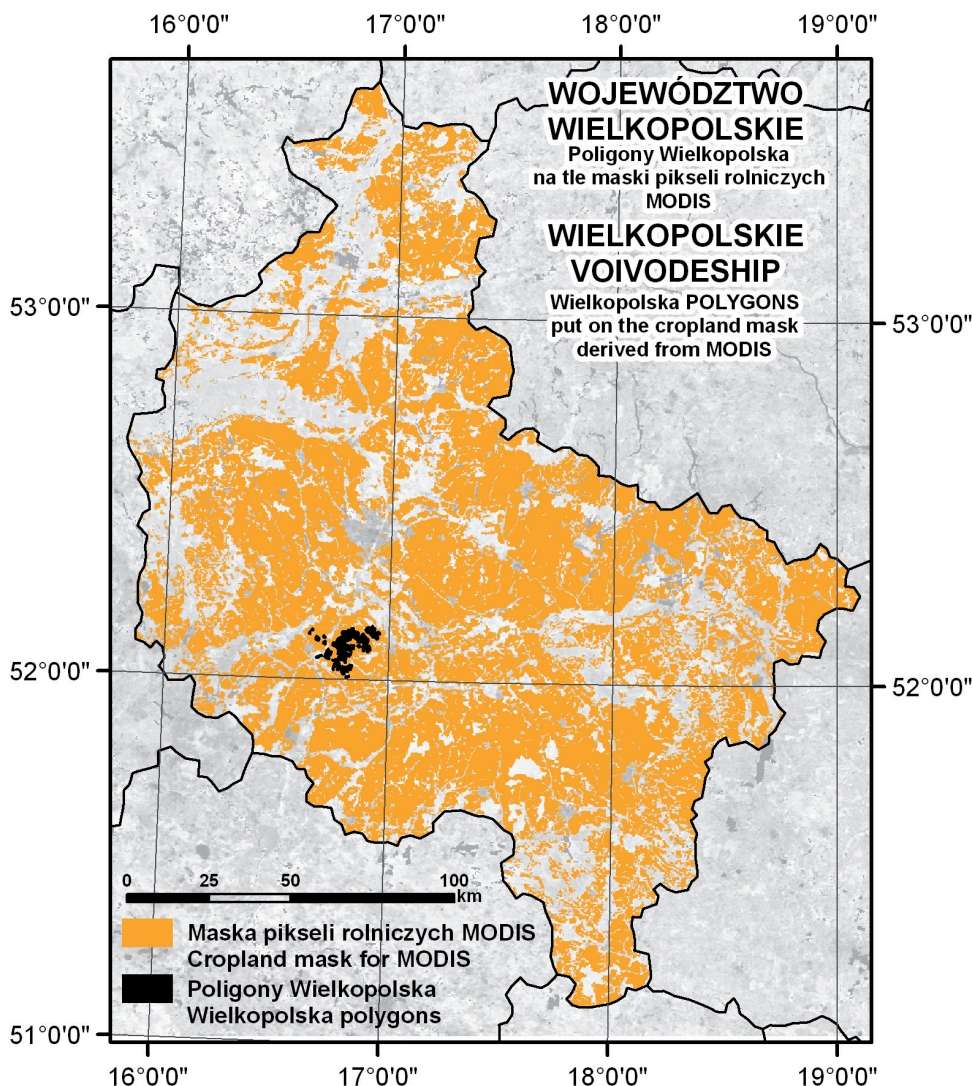 16°0'0" 17°0'0" 18°0'0" 19°0'0"
WOJEWÓDZTWO
WIELKOPOLSKIE
Poligony Wielkopolska
na tle maski pikseli rolniczych
MODIS
WIELKOPOLSKIE
VOIVODESHIP
Wielkopolska POLYGONS
put on the cropland mask
derived from MODIS
53°0'0" 53°0'0"
52°0'0" 52°0'0"
0 25 50 100
km
Maska pikseli rolniczych MODIS
Cropland mask for MODIS
Poligony Wielkopolska
Wielkopolska polygons
51°0'0" 51°0'0"
16°0'0" 17°0'0" 18°0'0" 19°0'0"